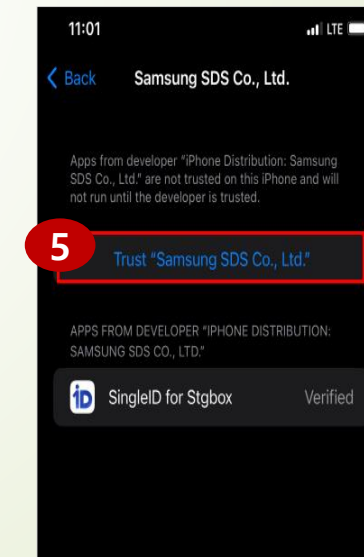 11:01 LTE
Back Samsung SDS Co., Ltd.
Apps from developer "iPhone Distribution: Samsung
SDS Co., Ltd." are not trusted on this iPhone and will
not run until the developer is trusted.
5 Trust "Samsung SDS Co., Ltd."
APPS FROM DEVELOPER "IPHONE DISTRIBUTION:
SAMSUNG SDS CO., LTD."
iD SingleID for Stgbox Verified